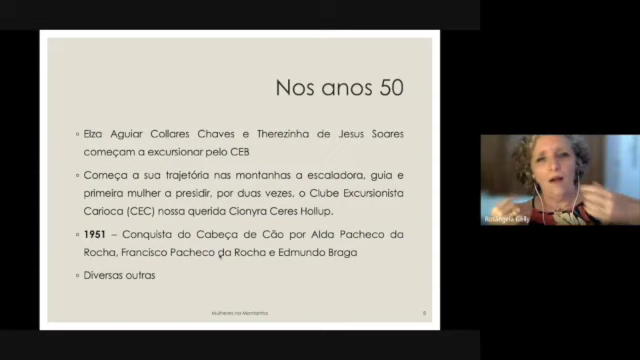 Nos anos 50
▫ Elza Aguiar Collares Chaves e Therezinha de Jesus Soares
começam a excursionar pelo CEB
▫ Começa a sua trajetória nas montanhas a escaladora, guia e
primeira mulher a presidir, por duas vezes, o Clube Excursionista
Carioca (CEC) nossa querida Cionyra Ceres Hollup.
▫ 1951 – Conquista do Cabeça de Cão por Alda Pacheco da
Rocha, Francisco Pacheco da Rocha e Edmundo Braga
▫ Diversas outras
Mulheres na Montanha
Rosângela Gelly